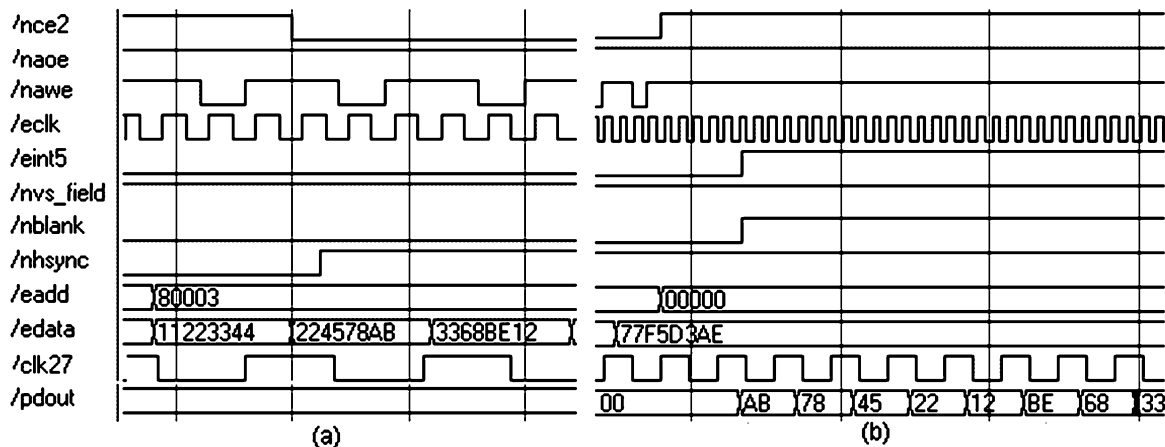 /nce2
/naoe
/nawe
/eclk
/eint5
/nvs_field
/nblank
/nhsync
/eadd 80003 00000
/edata 11223344 224578AB 3368BE12 77F5D3AE
/clk27
/pdout 00 AB 78 45 22 12 BE 68 33
(a) (b)